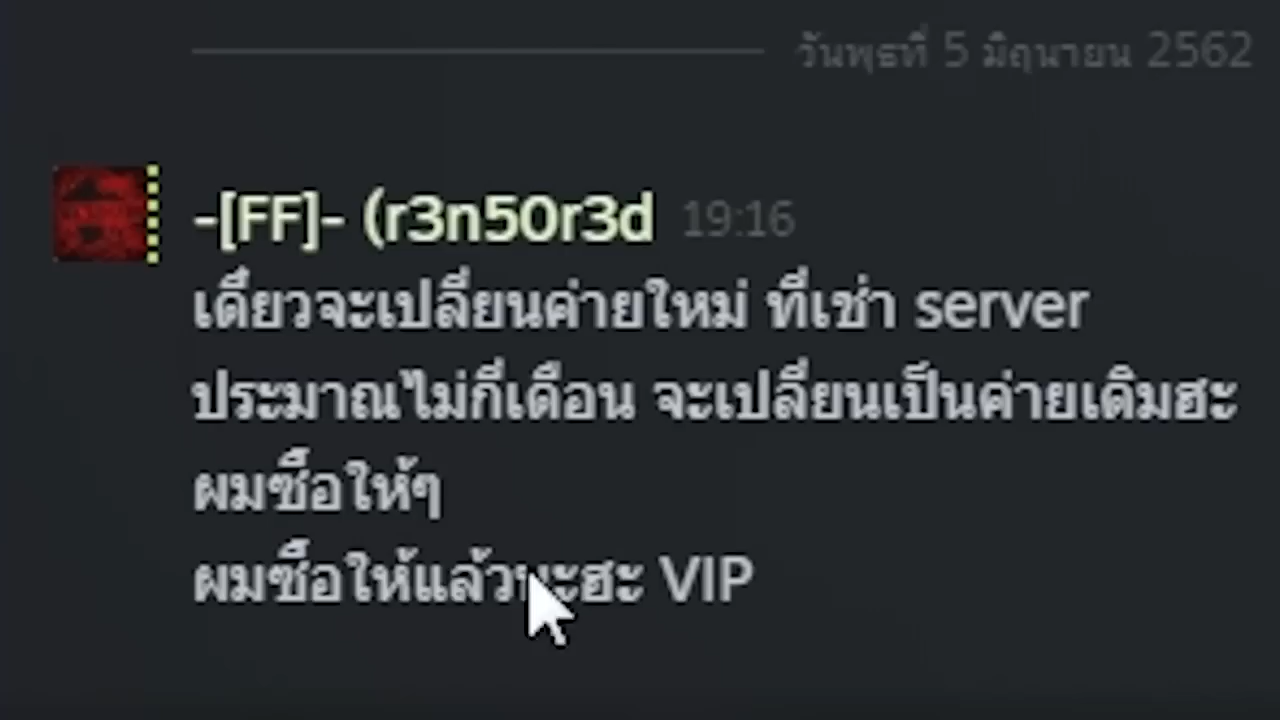 วันพุธที่ 5 มิถุนายน 2562
-[FF]- (r3n50r3d 19:16
เดี๋ยวจะเปลี่ยนค่ายใหม่ ที่เช่า server
ประมาณไม่กี่เดือน จะเปลี่ยนเป็นค่ายเดิมฮะ
ผมซื้อให้ๆ
ผมซื้อให้แล้วนะฮะ VIP